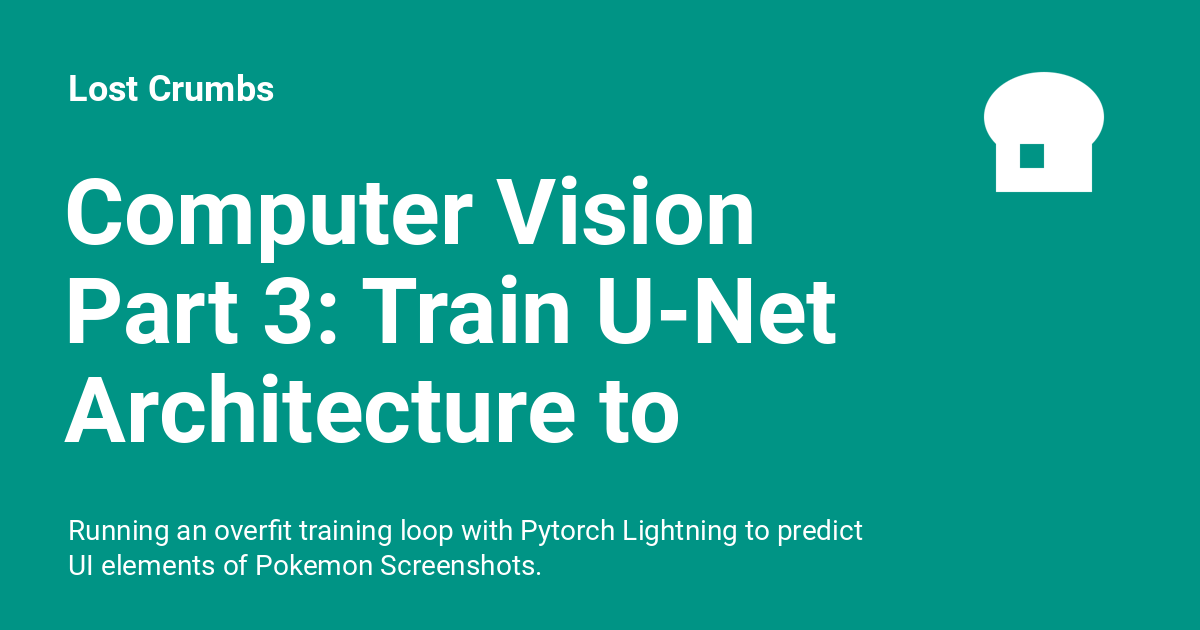 Lost Crumbs
Computer Vision
Part 3: Train U-Net
Architecture to
Running an overfit training loop with Pytorch Lightning to predict
UI elements of Pokemon Screenshots.